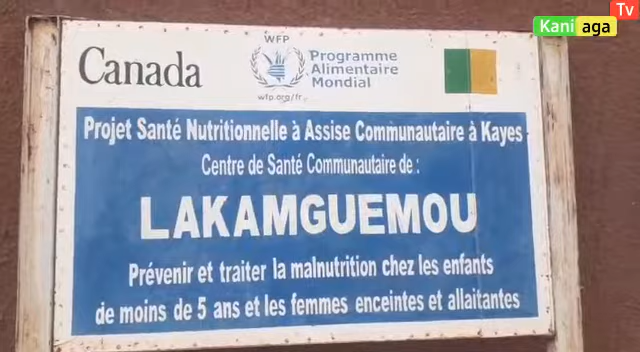 Tv
Kani aga
Canada
WFP
Programme
Alimentaire
Mondial
wfp.org/fr
Projet Santé Nutritionnelle à Assise Communautaire à Kayes
Centre de Santé Communautaire de :
LAKAMGUEMOU
Prévenir et traiter la malnutrition chez les enfants
de moins de 5 ans et les femmes enceintes et allaitantes